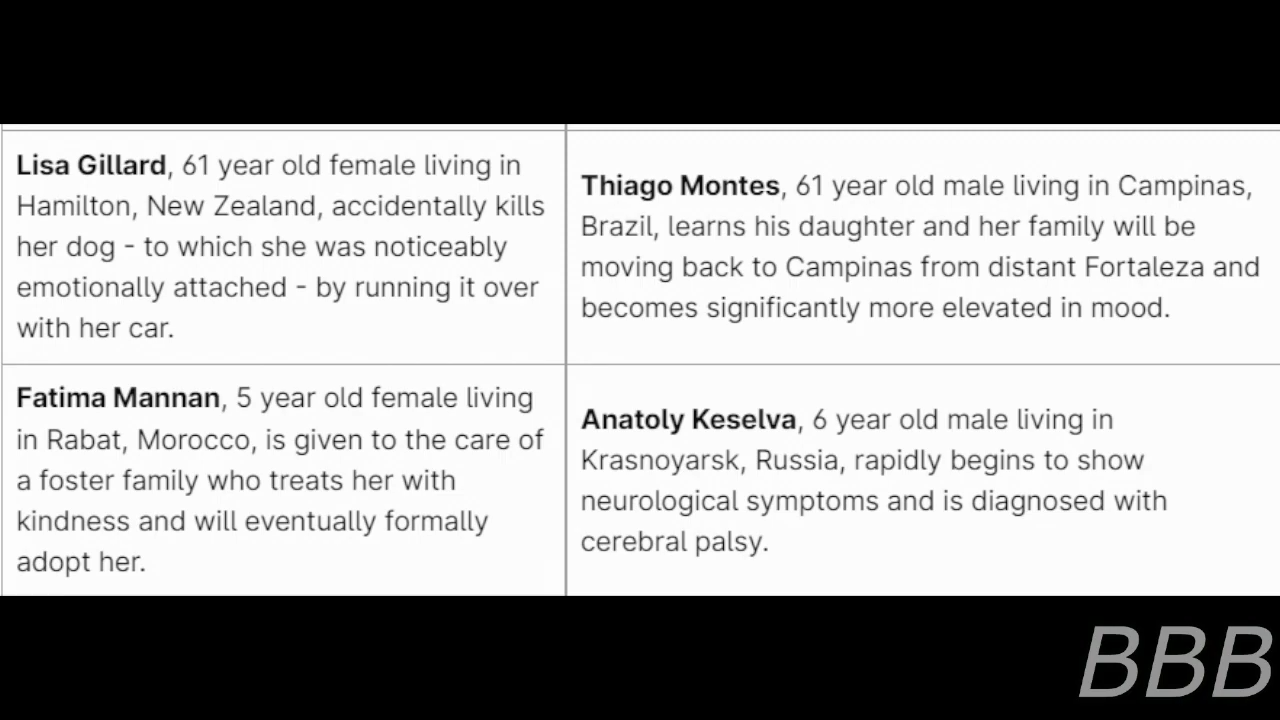 Lisa Gillard, 61 year old female living in
Hamilton, New Zealand, accidentally kills
her dog - to which she was noticeably
emotionally attached - by running it over
with her car.
Thiago Montes, 61 year old male living in Campinas,
Brazil, learns his daughter and her family will be
moving back to Campinas from distant Fortaleza and
becomes significantly more elevated in mood.
Fatima Mannan, 5 year old female living
in Rabat, Morocco, is given to the care of
a foster family who treats her with
kindness and will eventually formally
adopt her.
Anatoly Keselva, 6 year old male living in
Krasnoyarsk, Russia, rapidly begins to show
neurological symptoms and is diagnosed with
cerebral palsy.
BBB